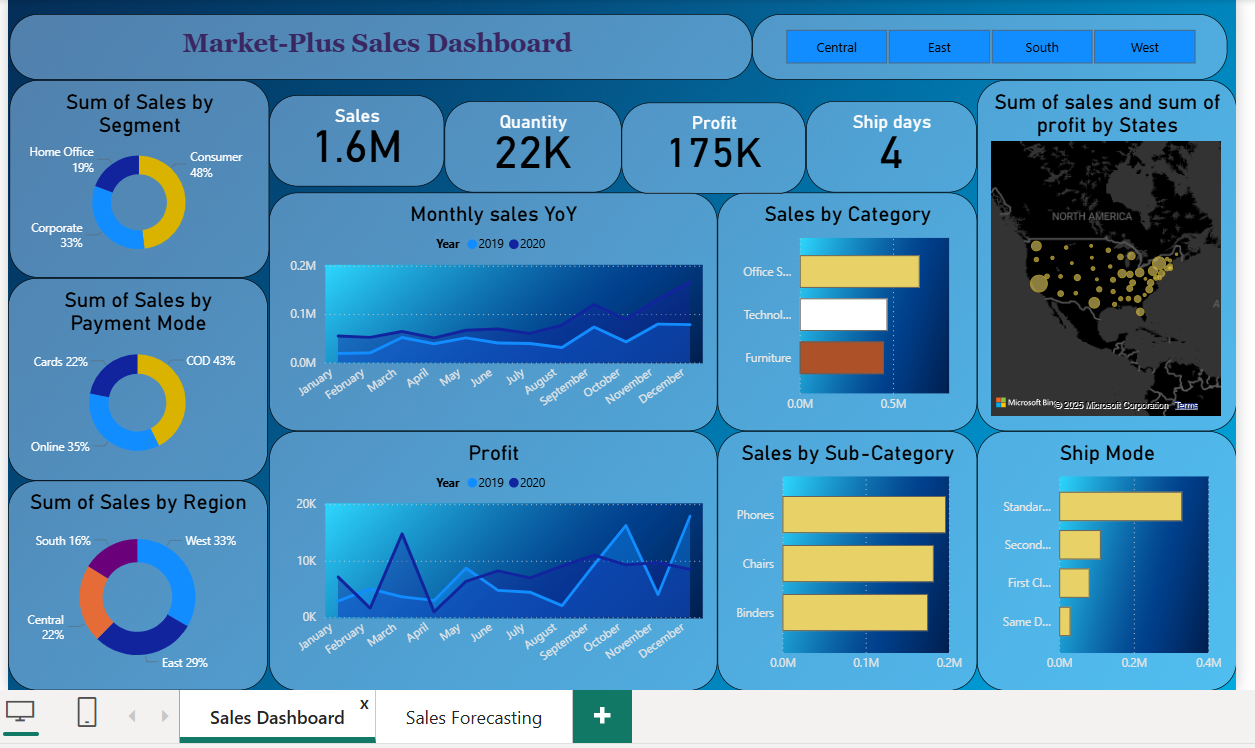 Market-Plus Sales Dashboard
Central
East
South
West
Sum of Sales by
Segment
Home Office
19%
Consumer
48%
Corporate
33%
Sales
1.6M
Quantity
22K
Profit
175K
Ship days
4
Sum of sales and sum of
profit by States
NORTH AMERICA
A
Microsoft Bin
© 2025 Microsoft Corporation Terms
Monthly sales YoY
Year 2019 2020
0.2M
0.1M
0.0M
January
February
March
April
May
June
July
August
September
October
November
December
Sales by Category
Office S...
Technol...
Furniture
0.0M
0.5M
Sum of Sales by
Payment Mode
Cards 22%
COD 43%
Online 35%
Profit
Year 2019 2020
20K
10K
0K
January
February
March
April
May
June
July
August
September
October
November
December
Sales by Sub-Category
Phones
Chairs
Binders
0.0M
0.1M
0.2M
Ship Mode
Standar...
Second...
First Cl...
Same D...
0.0M
0.2M
0.4M
Sum of Sales by Region
South 16%
West 33%
Central
22%
East 29%
Sales Dashboard
x
Sales Forecasting
+